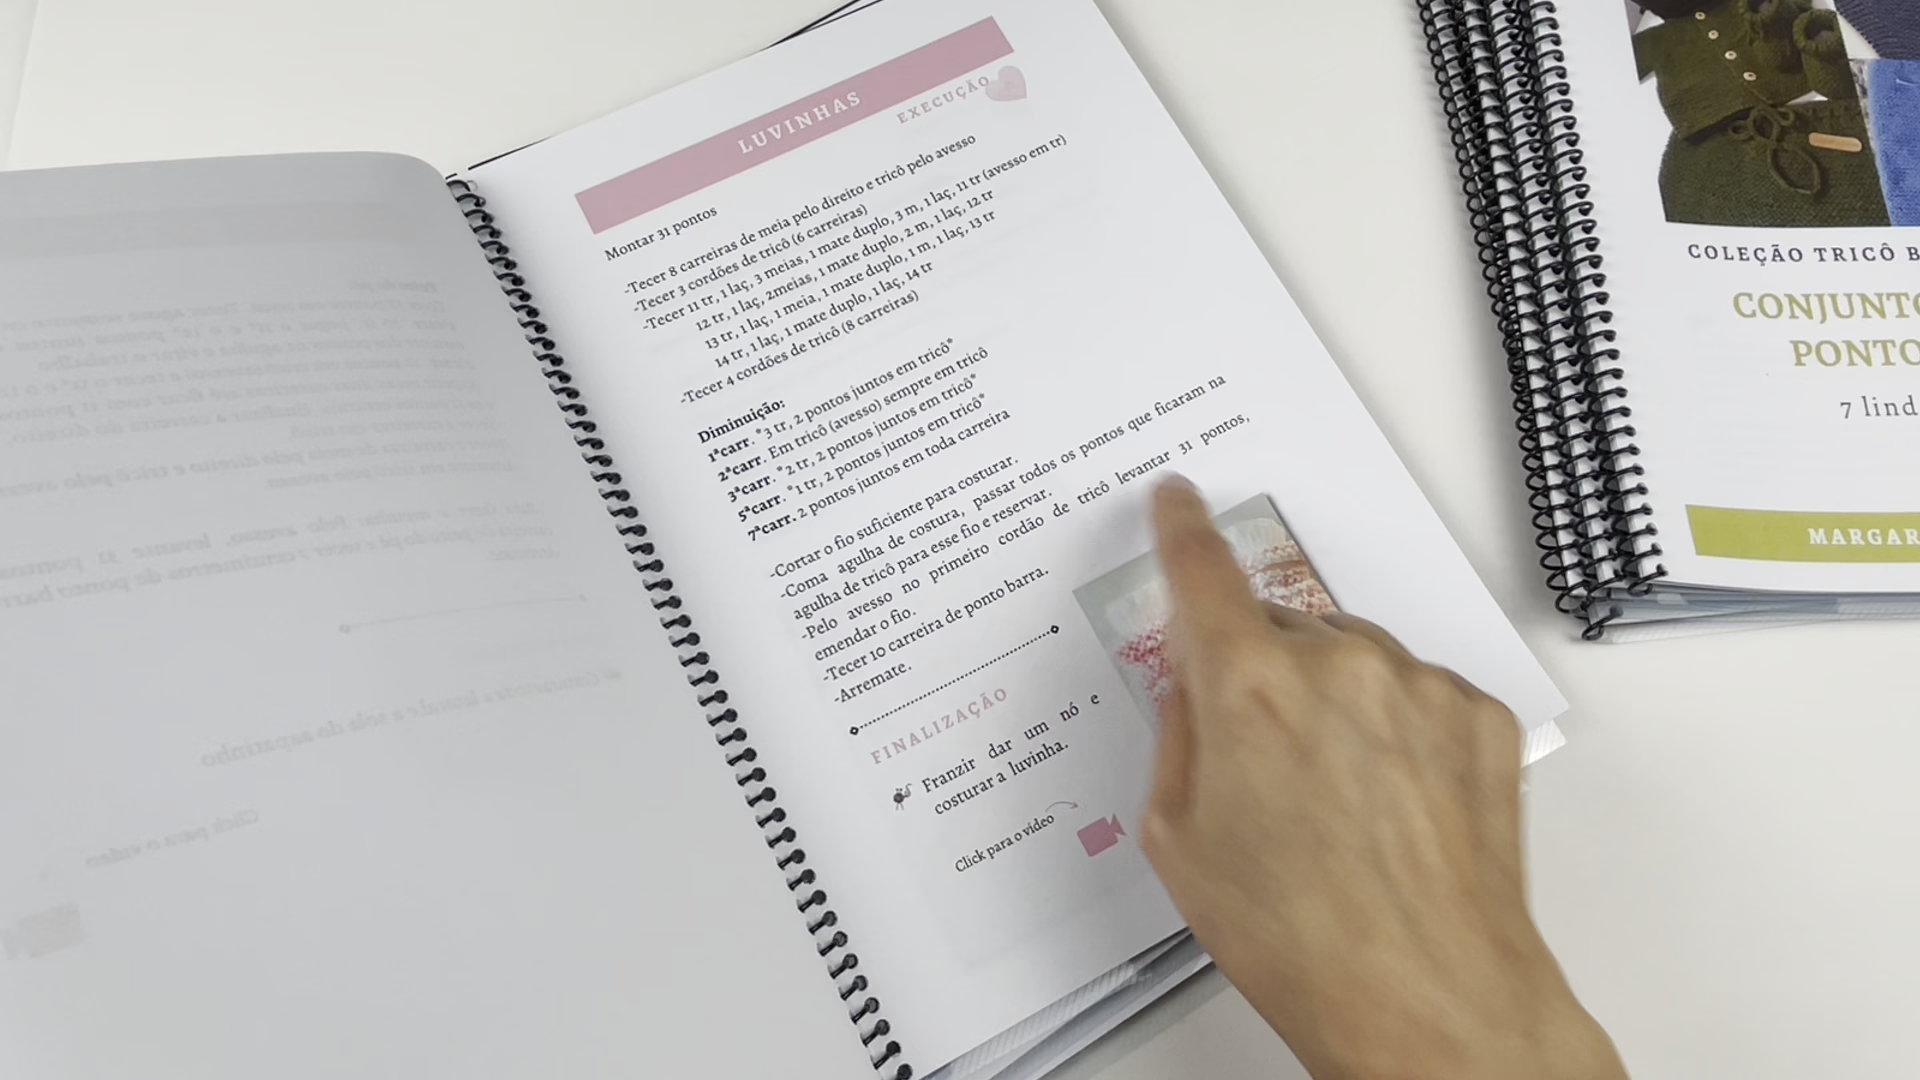 LUVINHAS
EXECUÇÃO
Montar 31 pontos
-Tecer 8 carreiras de meia pelo direito e tricô pelo avesso
-Tecer 3 cordões de tricô (6 carreiras)
-Tecer 11 tr, 1 laç, 3 meias, 1 mate duplo, 3 m, 1 laç, 11 tr (avesso em tr)
12 tr, 1 laç, 2meias, 1 mate duplo, 2 m, 1 laç, 12 tr
13 tr, 1 laç, 1 meia, 1 mate duplo, 1 m, 1 laç, 13 tr
14 tr, 1 laç, 1 mate duplo, 1 laç, 14 tr
-Tecer 4 cordões de tricô (8 carreiras)
Diminuição:
1ªcarr. *3 tr, 2 pontos juntos em tricô*
2ªcarr. Em tricô (avesso) sempre em tricô
3ªcarr. *2 tr, 2 pontos juntos em tricô*
5ªcarr. *1 tr, 2 pontos juntos em tricô*
7ªcarr. 2 pontos juntos em toda carreira
-Cortar o fio suficiente para costurar.
-Coma agulha de costura, passar todos os pontos que ficaram na
agulha de tricô para esse fio e reservar.
-Pelo avesso no primeiro cordão de tricô levantar 31 pontos,
emendar o fio.
-Tecer 10 carreira de ponto barra.
-Arremate.
FINALIZAÇÃO
Franzir dar um nó e
costurar a luvinha.
Click para o vídeo
COLEÇÃO TRICÔ B
CONJUNTO
PONTO
7 lind
MARGAR